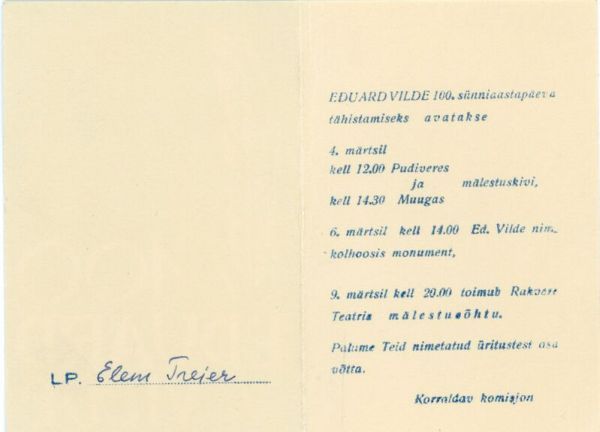 LP. Elem Treier
EDUARD VILDE 100. sünniaastapäeva
tähistamiseks avatakse
4. märtsil
kell 12.00 Pudiveres
ja mälestuskivi,
kell 14.30 Muugas
6. märtsil kell 14.00 Ed. Vilde nim.
kolhoosis monument,
9. märtsil kell 20.00 toimub Rakvere
Teatris mälestusõhtu.
Palume Teid nimetatud üritustest osa
võtta.
Korraldav komisjon